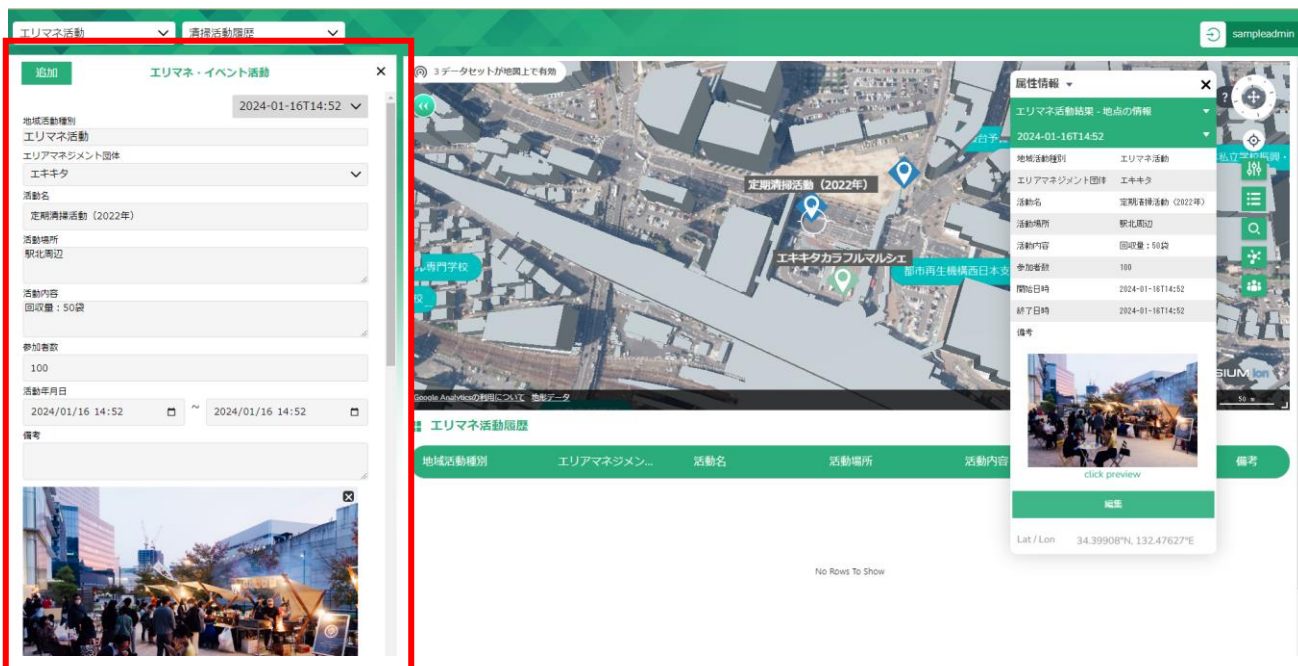 エリマネ活動
清掃活動履歴
sampleadmin
追加
エリマネ・イベント活動
2024-01-16T14:52
地域活動種別
エリマネ活動
エリアマネジメント団体
エキキタ
活動名
定期清掃活動（2022年）
活動場所
駅北周辺
活動内容
回収量：50袋
参加者数
100
活動年月日
2024/01/16 14:52 ~ 2024/01/16 14:52
備考
3 データセットが地図上で有効
定期清掃活動（2022年）
エキキタカラフルマルシェ
都市再生機構西日本支
ル専門学校
校
Google Analyticsの利用について 地形データ
?
SIUM ion
50 m
属性情報
エリマネ活動結果 - 地点の情報
2024-01-16T14:52
地域活動種別 エリマネ活動
エリアマネジメント団体 エキキタ
活動名 定期清掃活動（2022年）
活動場所 駅北周辺
活動内容 回収量：50袋
参加者数 100
開始日時 2024-01-16T14:52
終了日時 2024-01-16T14:52
備考
click preview
編集
Lat / Lon 34.39908°N, 132.47627°E
エリマネ活動履歴
地域活動種別 エリアマネジメン... 活動名 活動場所 活動内容 備考
No Rows To Show